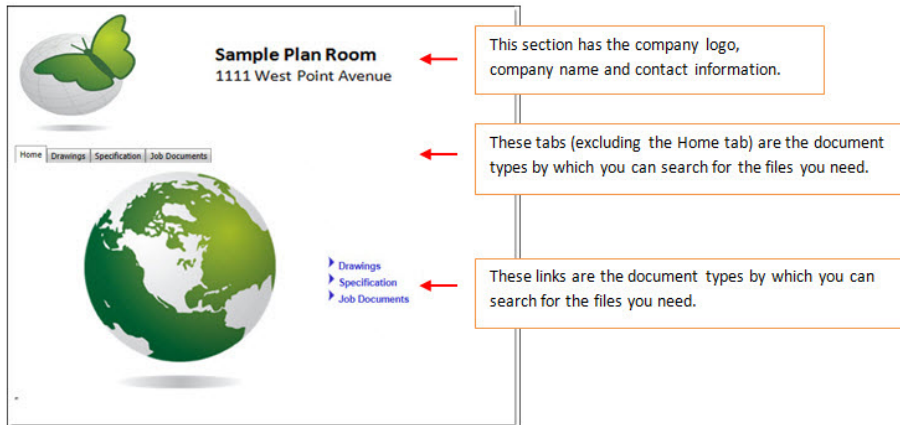 Sample Plan Room
1111 West Point Avenue
This section has the company logo,
company name and contact information.
Home Drawings Specification Job Documents
These tabs (excluding the Home tab) are the document
types by which you can search for the files you need.
Drawings
Specification
Job Documents
These links are the document types by which you can
search for the files you need.